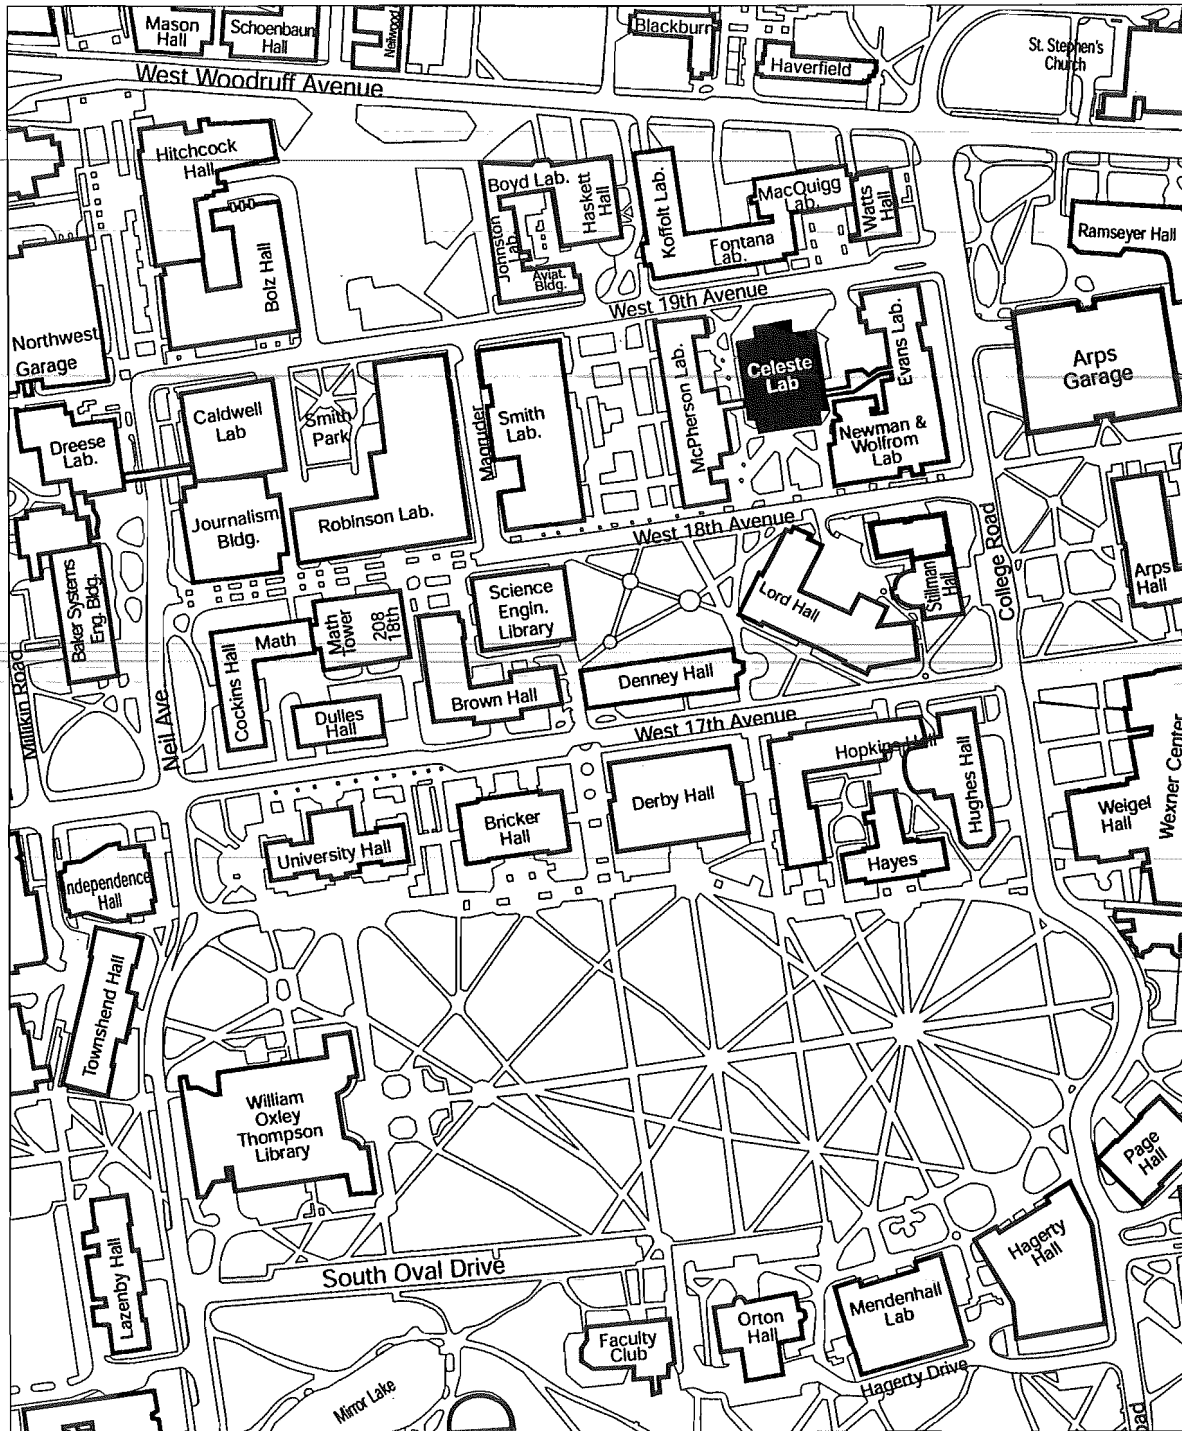 Mason
Hall
Schoenbaum
Hall
Neilwood
Blackburn
Haverfield
St. Stephen's
Church
West Woodruff Avenue
Hitchcock
Hall
Boyd Lab.
Haskett
Hall
Koffolt Lab.
MacQuigg
Lab.
Watts
Hall
Ramseyer Hall
Johnston
Lab.
Fontana
Lab.
Aviat.
Bldg.
Bolz Hall
West 19th Avenue
Northwest
Garage
Evans Lab.
Arps
Garage
Celeste
Lab
McPherson Lab.
Caldwell
Lab
Smith
Park
Magruder
Smith
Lab.
Dreese
Lab.
Newman &
Wolfrom
Lab
Journalism
Bldg.
Robinson Lab.
West 18th Avenue
College Road
Baker Systems
Eng. Bldg.
Science
Engin.
Library
Lord Hall
Stillman
Hall
Arps
Hall
Math
Math
Tower
208
18th
Cockins Hall
Millikin Road
Neil Ave.
Dulles
Hall
Brown Hall
Denney Hall
West 17th Avenue
Hopkins Hall
Hughes Hall
Derby Hall
Weigel
Hall
Wexner Center
University Hall
Bricker
Hall
Hayes
Independence
Hall
Townshend Hall
William
Oxley
Thompson
Library
Page
Hall
Hagerty
Hall
Lazenby Hall
South Oval Drive
Mendenhall
Lab
Orton
Hall
Faculty
Club
Hagerty Drive
Mirror Lake
oad